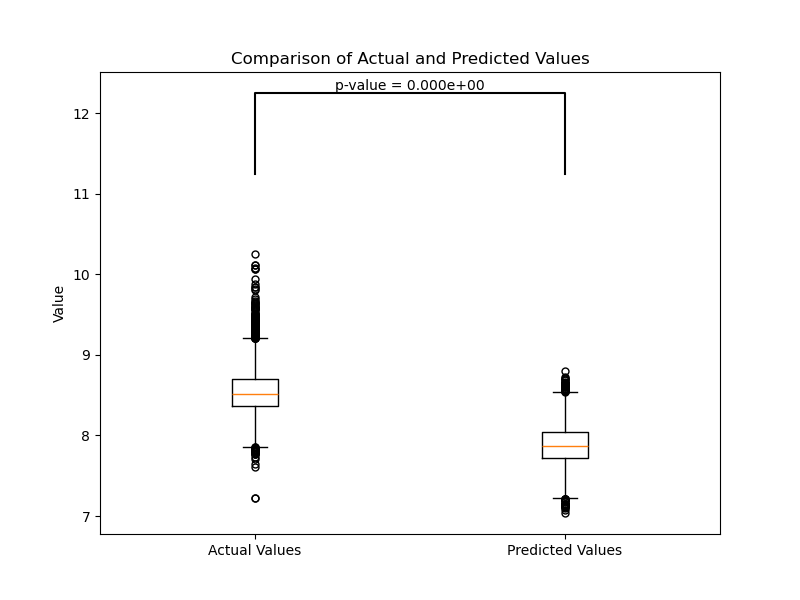 Comparison of Actual and Predicted Values
p-value = 0.000e+00
12
11
10
9
8
7
Value
Actual Values
Predicted Values